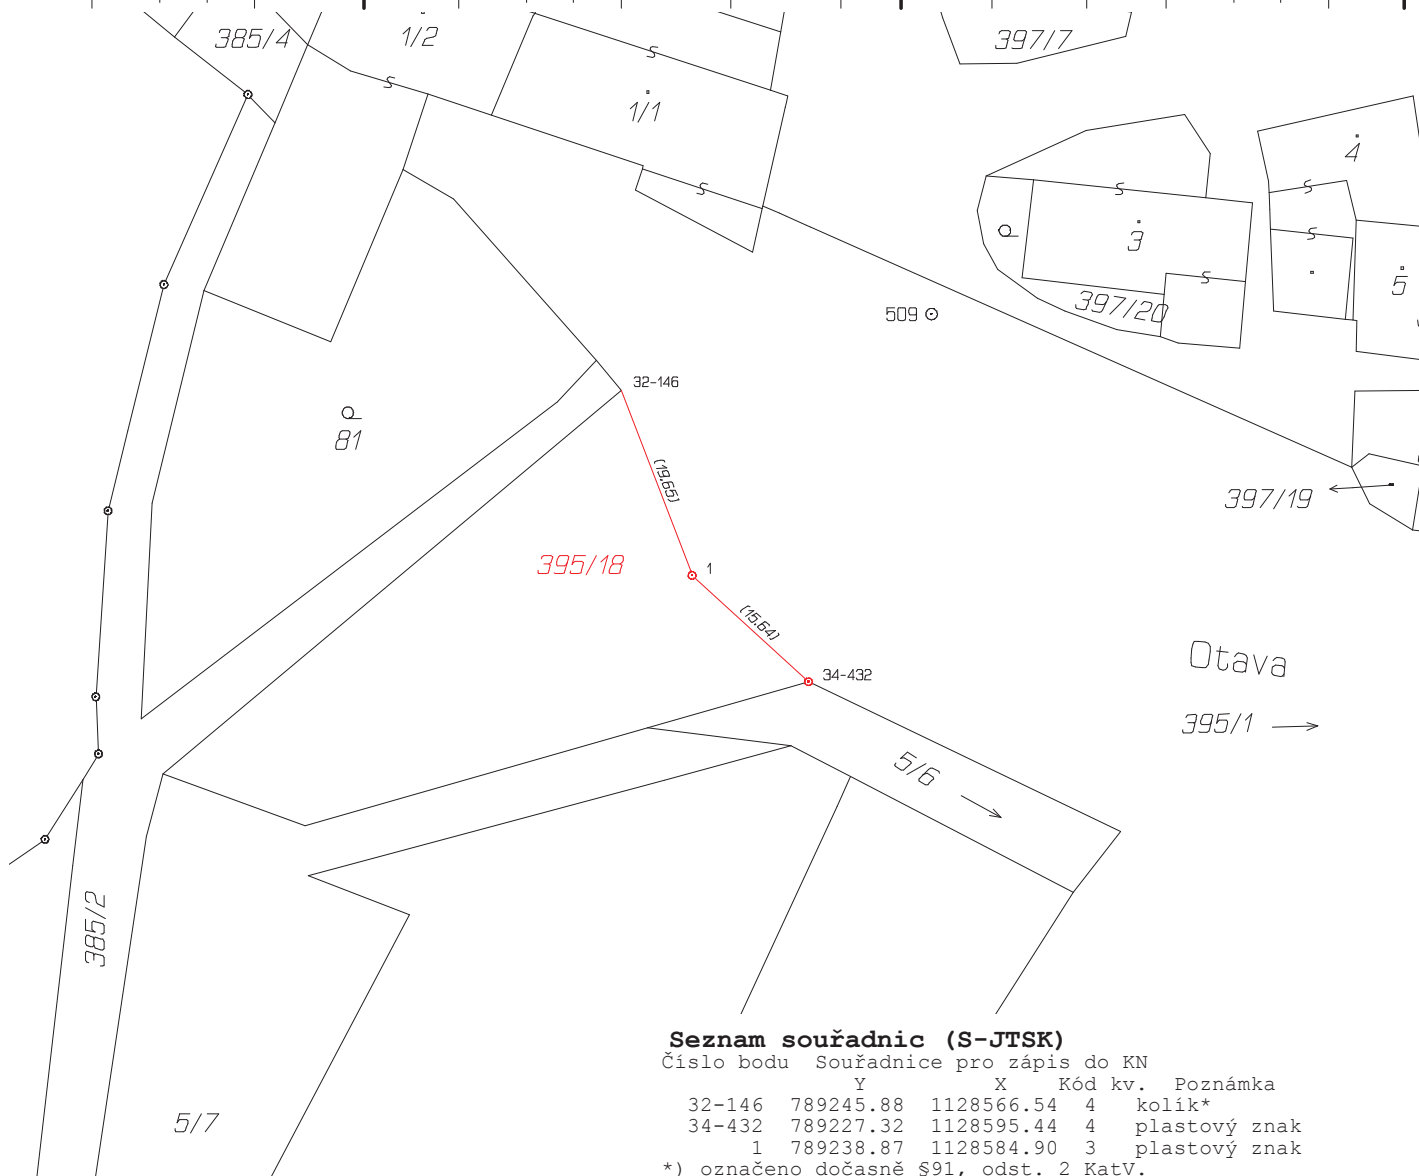 385/4
1/2
397/7
1/1
4
3
5
397/20
509
32-146
81
(19.65)
397/19
395/18
1
(15.64)
34-432
Otava
395/1
5/6
385/2
5/7
Seznam souřadnic (S-JTSK)
Číslo bodu Souřadnice pro zápis do KN
Y X Kód kv. Poznámka
32-146 789245.88 1128566.54 4 kolík*
34-432 789227.32 1128595.44 4 plastový znak
1 789238.87 1128584.90 3 plastový znak
*) označeno dočasně §91, odst. 2 KatV.